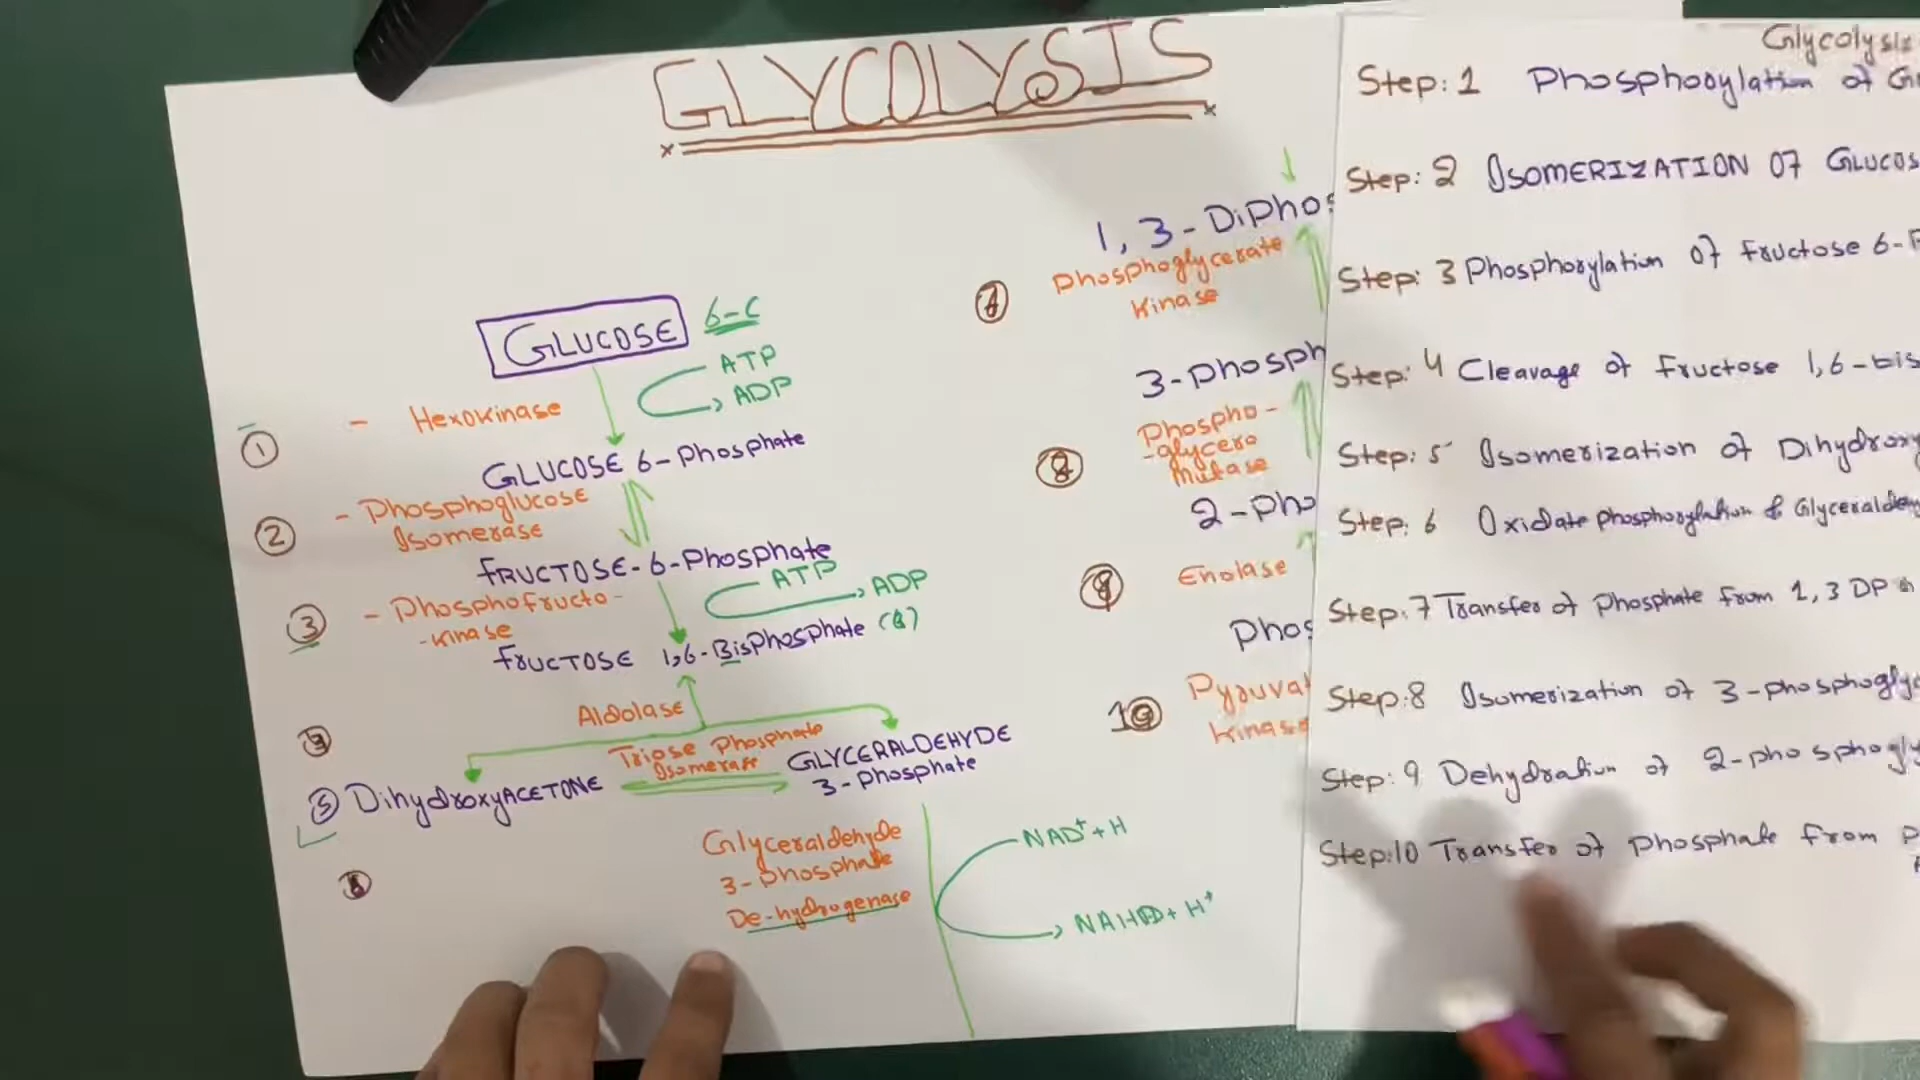 GLYCOLYSIS
GLUCOSE 6-C
ATP
ADP
① - Hexokinase
GLUCOSE 6-Phosphate
② - Phosphoglucose
Isomerase
FRUCTOSE-6-Phosphate
ATP
ADP
③ - Phosphofructo-
-kinase
FRUCTOSE 1,6-Bisphosphate
Aldolase
Triose Phosphate
Isomerase
GLYCERALDEHYDE
3-Phosphate
⑤ DihydroxyACETONE
Glyceraldehyde
3-Phosphate
De-hydrogenase
NAD+ + H
1,3-DiPhos
Phosphoglycerate
Kinase
3-Phosph
Phospho-
-glycero
mutase
2-Pho
Enolase
Phos
10
Pyruvat
kinase
Glycolysis
Step: 1 Phosphorylation of G
Step: 2 ISOMERIZATION OF GLUCOS
Step: 3 Phosphorylation of Fructose 6-P
Step: 4 Cleavage of Fructose 1,6-bis
Step: 5 Isomerization of Dihydroxy
Step: 6 Oxidate phosphorylation of Glyceraldehy
Step: 7 Transfer of Phosphate from 1,3 DP
Step: 8 Isomerization of 3-phosphoglyc
Step: 9 Dehydration of 2-phosphogly
Step: 10 Transfer of phosphate from P